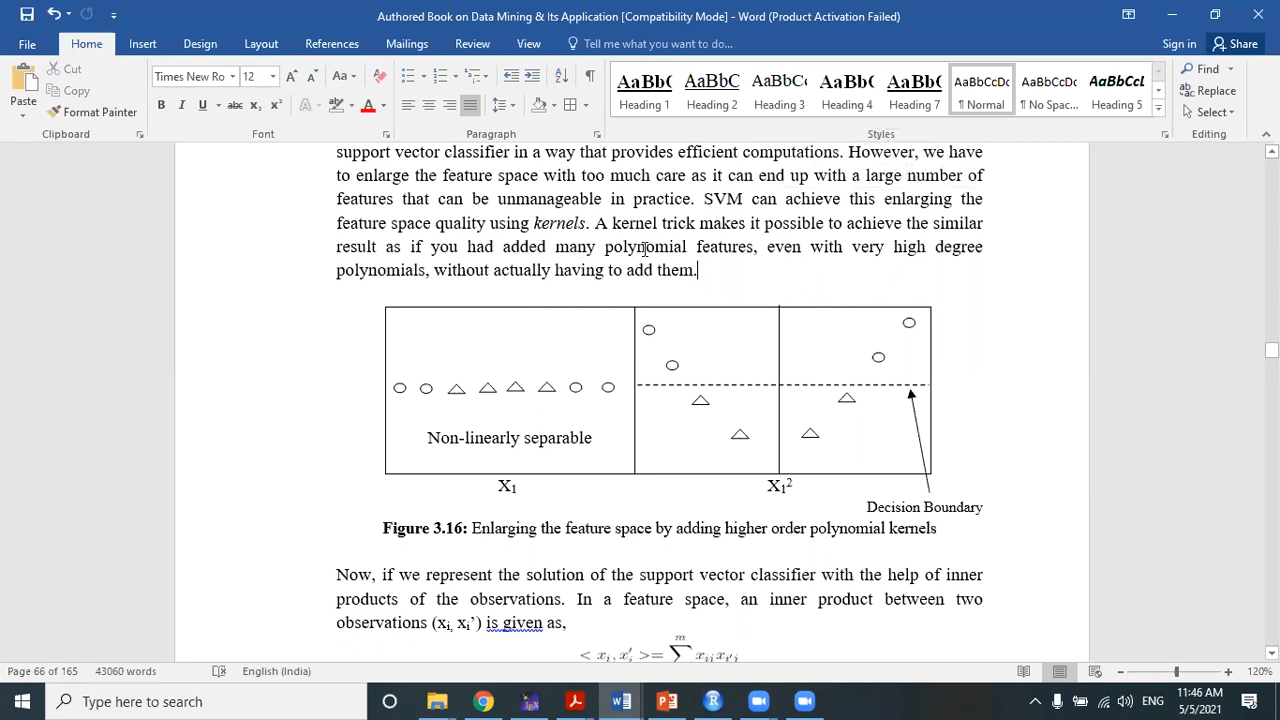 Authored Book on Data Mining & Its Application [Compatibility Mode] - Word (Product Activation Failed)
File Home Insert Design Layout References Mailings Review View Tell me what you want to do... Sign in Share
Paste
Cut
Copy
Format Painter
Clipboard
Times New Ro 12
Font
Paragraph
AaBbC Heading 1
AaBbC Heading 2
AaBbC Heading 3
AaBbC Heading 4
AaBbC Heading 7
AaBbCcDc ¶ Normal
AaBbCcDc ¶ No Spac...
AaBbCcL Heading 5
Styles
Find
Replace
Select
Editing
support vector classifier in a way that provides efficient computations. However, we have
to enlarge the feature space with too much care as it can end up with a large number of
features that can be unmanageable in practice. SVM can achieve this enlarging the
feature space quality using kernels. A kernel trick makes it possible to achieve the similar
result as if you had added many polynomial features, even with very high degree
polynomials, without actually having to add them.
Non-linearly separable
X₁ X₁²
Decision Boundary
Figure 3.16: Enlarging the feature space by adding higher order polynomial kernels
Now, if we represent the solution of the support vector classifier with the help of inner
products of the observations. In a feature space, an inner product between two
observations (xᵢ, xᵢ’) is given as,
Page 66 of 165 43060 words English (India) 120%
Type here to search
ENG
11:46 AM
5/5/2021